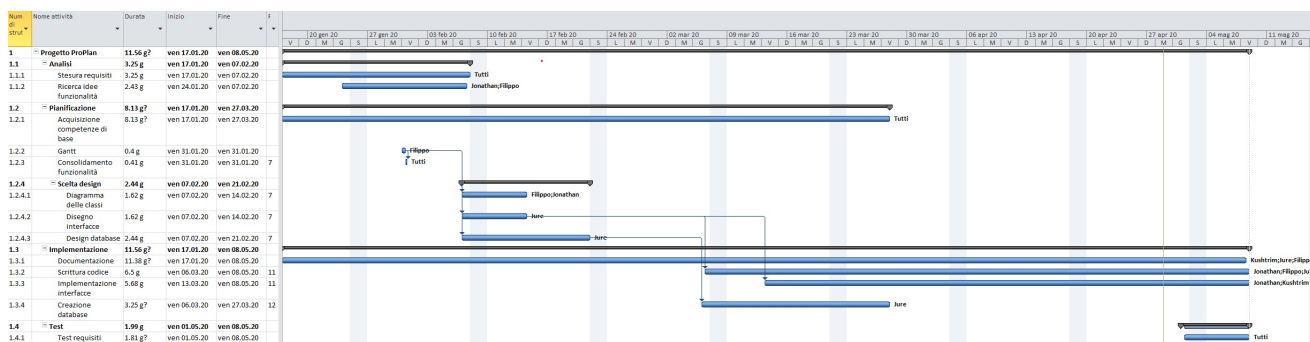 Num di strut Nome attività Durata Inizio Fine F
20 gen 20 27 gen 20 03 feb 20 10 feb 20 17 feb 20 24 feb 20 02 mar 20 09 mar 20 16 mar 20 23 mar 20 30 mar 20 06 apr 20 13 apr 20 20 apr 20 27 apr 20 04 mag 20 11 mag 20
1 Progetto ProPlan 11.56 g? ven 17.01.20 ven 08.05.20
1.1 Analisi 3.25 g ven 17.01.20 ven 07.02.20
1.1.1 Stesura requisiti 3.25 g ven 17.01.20 ven 07.02.20 Tutti
1.1.2 Ricerca idee funzionalità 2.43 g ven 24.01.20 ven 07.02.20 Jonathan;Filippo
1.2 Pianificazione 8.13 g? ven 17.01.20 ven 27.03.20
1.2.1 Acquisizione competenze di base 8.13 g? ven 17.01.20 ven 27.03.20 Tutti
1.2.2 Gantt 0.4 g ven 31.01.20 ven 31.01.20 Filippo
1.2.3 Consolidamento funzionalità 0.41 g ven 31.01.20 ven 31.01.20 7 Tutti
1.2.4 Scelta design 2.44 g ven 07.02.20 ven 21.02.20
1.2.4.1 Diagramma delle classi 1.62 g ven 07.02.20 ven 14.02.20 7 Filippo;Jonathan
1.2.4.2 Disegno interfacce 1.62 g ven 07.02.20 ven 14.02.20 7 Jure
1.2.4.3 Design database 2.44 g ven 07.02.20 ven 21.02.20 7 Jure
1.3 Implementazione 11.56 g? ven 17.01.20 ven 08.05.20
1.3.1 Documentazione 11.38 g? ven 17.01.20 ven 08.05.20 Kushtrim;Jure;Filipp
1.3.2 Scrittura codice 6.5 g ven 06.03.20 ven 08.05.20 11 Jonathan;Filippo;Ju
1.3.3 Implementazione interfacce 5.68 g ven 13.03.20 ven 08.05.20 11 Jonathan;Kushtrim
1.3.4 Creazione database 3.25 g? ven 06.03.20 ven 27.03.20 12 Jure
1.4 Test 1.99 g ven 01.05.20 ven 08.05.20
1.4.1 Test requisiti 1.81 g? ven 01.05.20 ven 08.05.20 Tutti